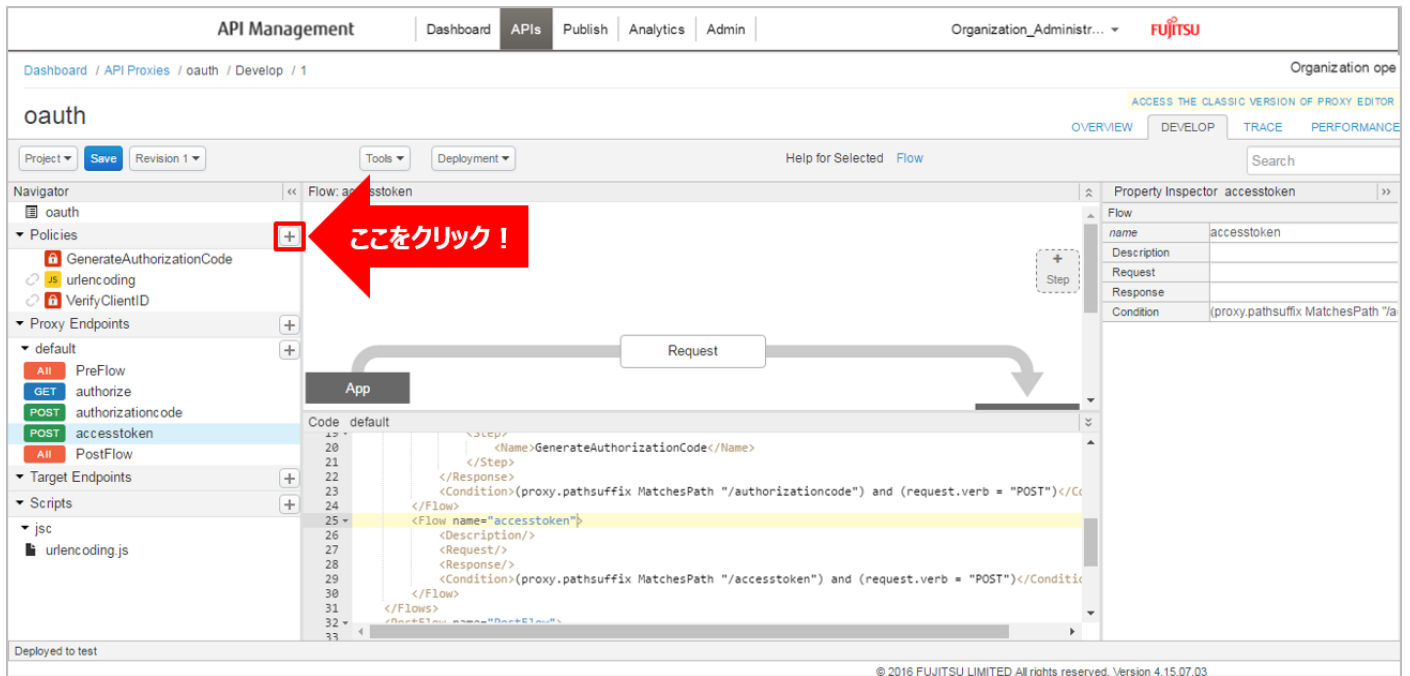 API Management Dashboard APIs Publish Analytics Admin Organization_Administr... FUJITSU
Dashboard / API Proxies / oauth / Develop / 1 Organization ope
ACCESS THE CLASSIC VERSION OF PROXY EDITOR
oauth
OVERVIEW DEVELOP TRACE PERFORMANCE
Project Save Revision 1 Tools Deployment Help for Selected Flow Search
Navigator << Flow: accesstoken Property Inspector accesstoken >>
oauth
Policies +
ここをクリック！
GenerateAuthorizationCode
JS urlencoding
VerifyClientID
Proxy Endpoints +
default +
All PreFlow
GET authorize
POST authorizationcode
POST accesstoken
All PostFlow
Target Endpoints +
Scripts +
jsc
urlencoding.js
+
Step
Request
App
Flow
name accesstoken
Description
Request
Response
Condition (proxy.pathsuffix MatchesPath "/a
Code default
19 <Step>
20 <Name>GenerateAuthorizationCode</Name>
21 </Step>
22 </Response>
23 <Condition>(proxy.pathsuffix MatchesPath "/authorizationcode") and (request.verb = "POST")</Co
24 </Flow>
25 <Flow name="accesstoken">
26 <Description/>
27 <Request/>
28 <Response/>
29 <Condition>(proxy.pathsuffix MatchesPath "/accesstoken") and (request.verb = "POST")</Conditio
30 </Flow>
31 </Flows>
32 <PostFlow name="PostFlow">
33
Deployed to test
© 2016 FUJITSU LIMITED All rights reserved. Version 4.15.07.03